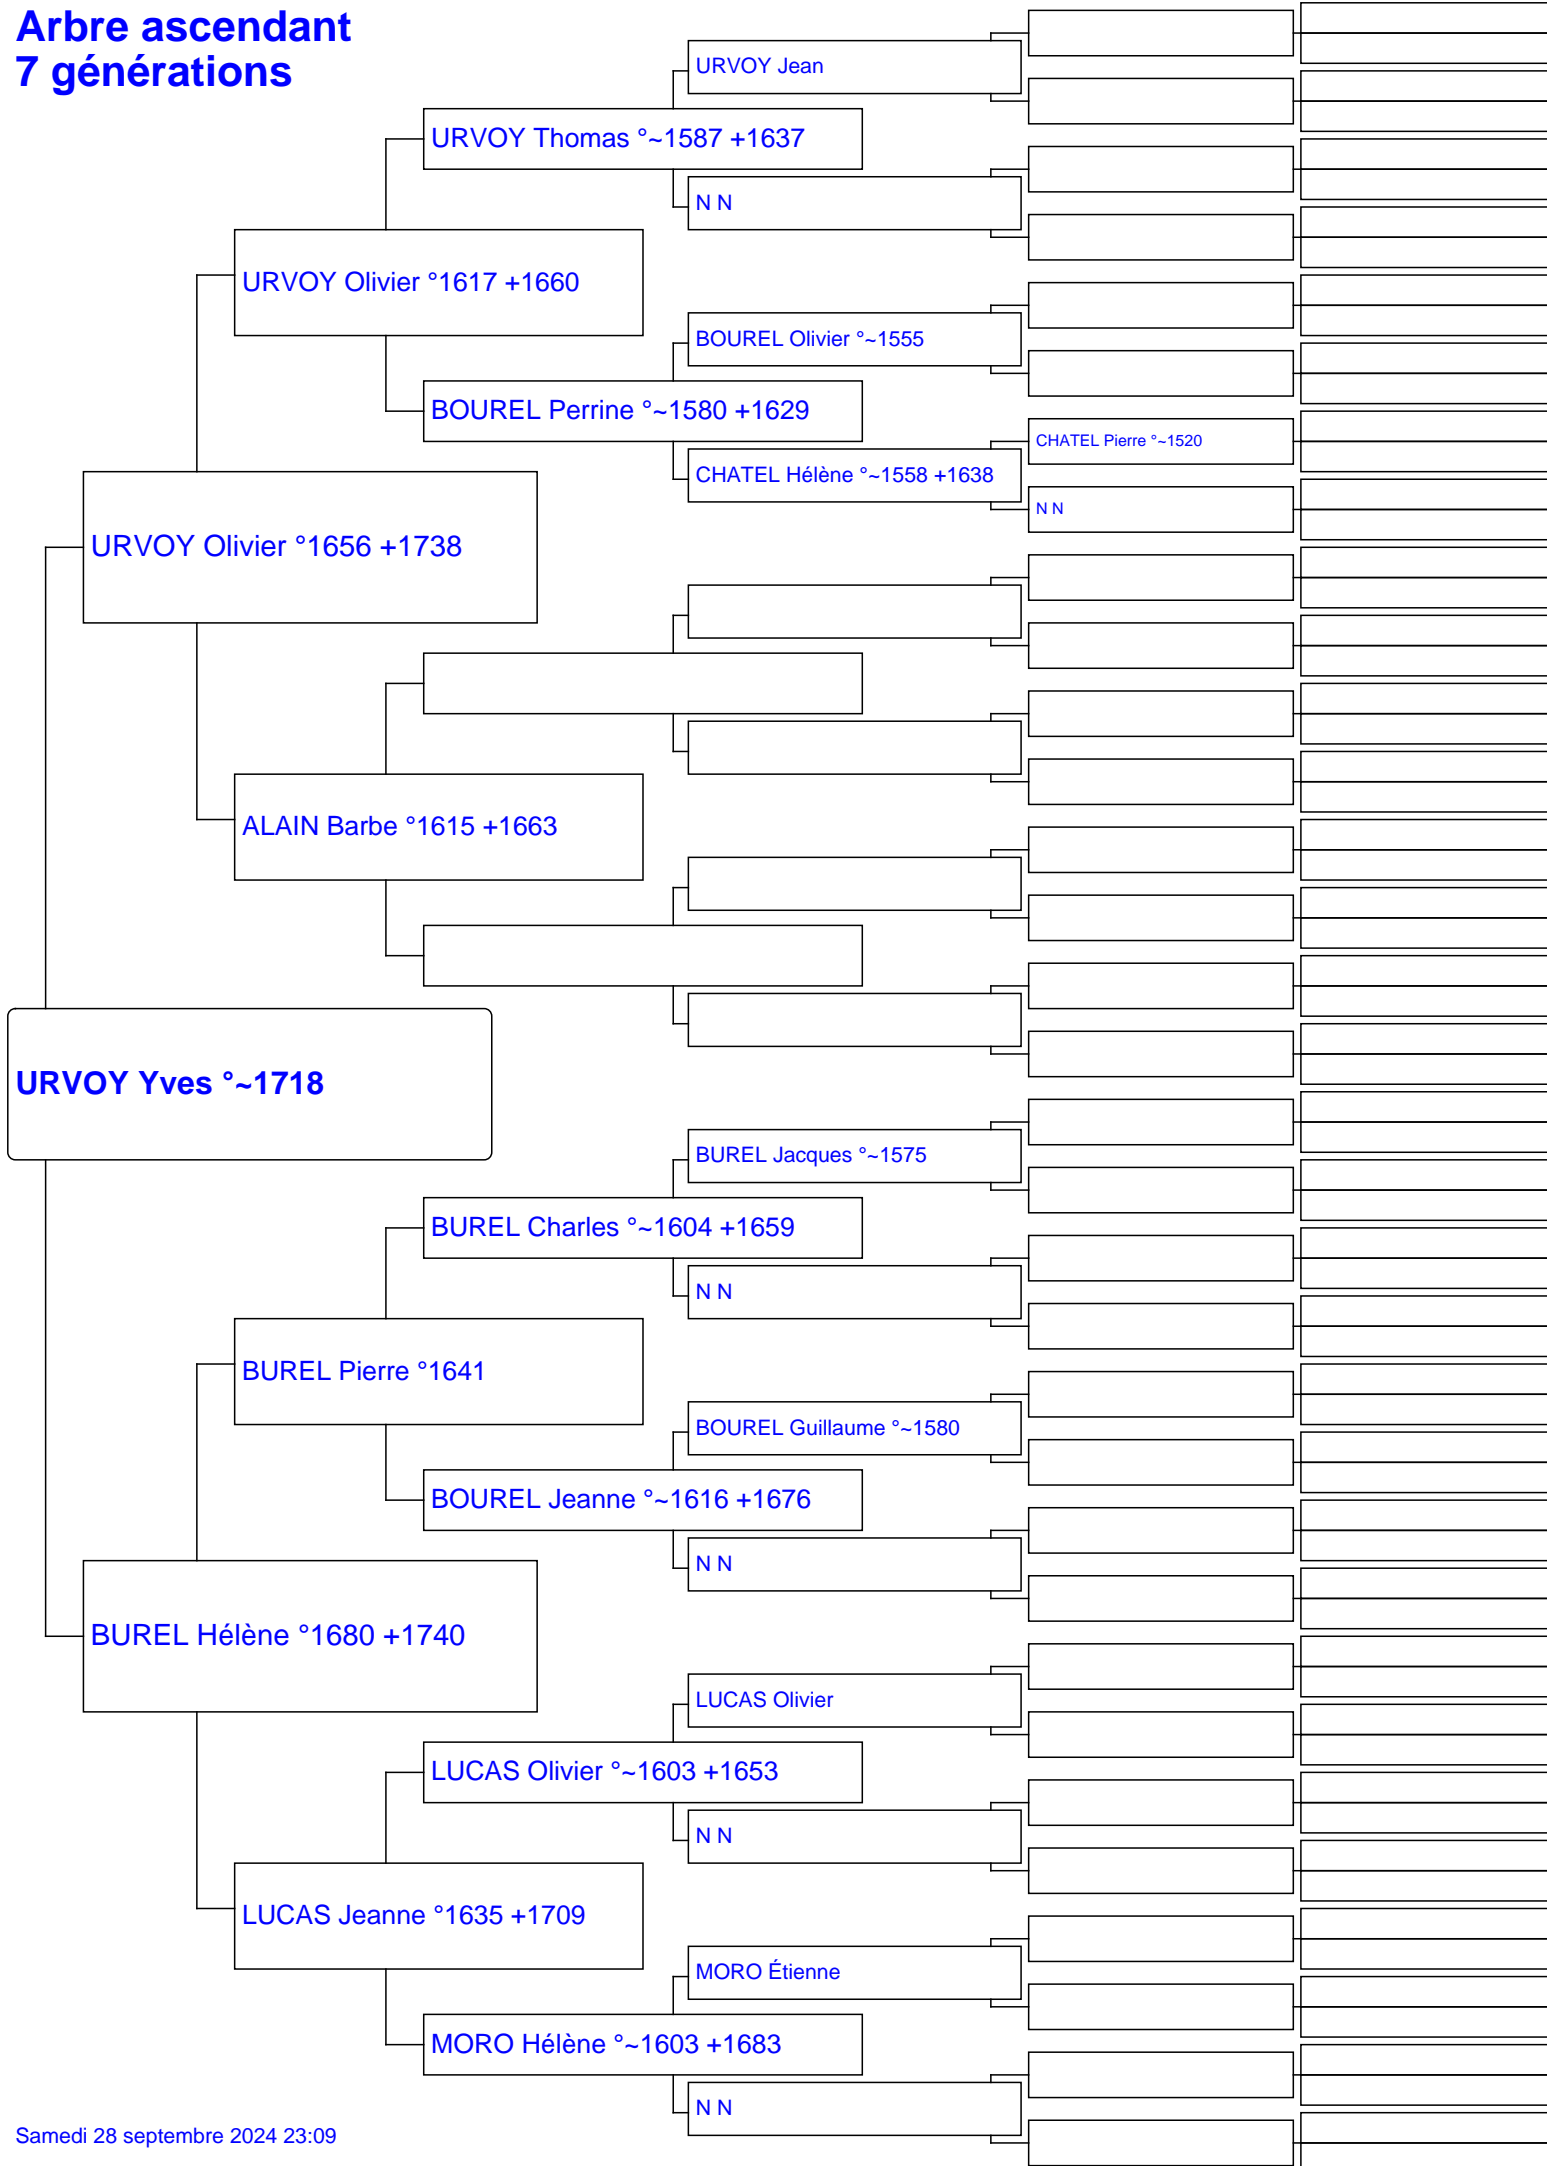 Arbre ascendant
7 générations
URVOY Jean
URVOY Thomas °~1587 +1637
N N
URVOY Olivier °1617 +1660
BOUREL Olivier °~1555
BOUREL Perrine °~1580 +1629
CHATEL Pierre °~1520
CHATEL Hélène °~1558 +1638
N N
URVOY Olivier °1656 +1738
ALAIN Barbe °1615 +1663
URVOY Yves °~1718
BUREL Jacques °~1575
BUREL Charles °~1604 +1659
N N
BUREL Pierre °1641
BOUREL Guillaume °~1580
BOUREL Jeanne °~1616 +1676
N N
BUREL Hélène °1680 +1740
LUCAS Olivier
LUCAS Olivier °~1603 +1653
N N
LUCAS Jeanne °1635 +1709
MORO Étienne
MORO Hélène °~1603 +1683
N N
Samedi 28 septembre 2024 23:09